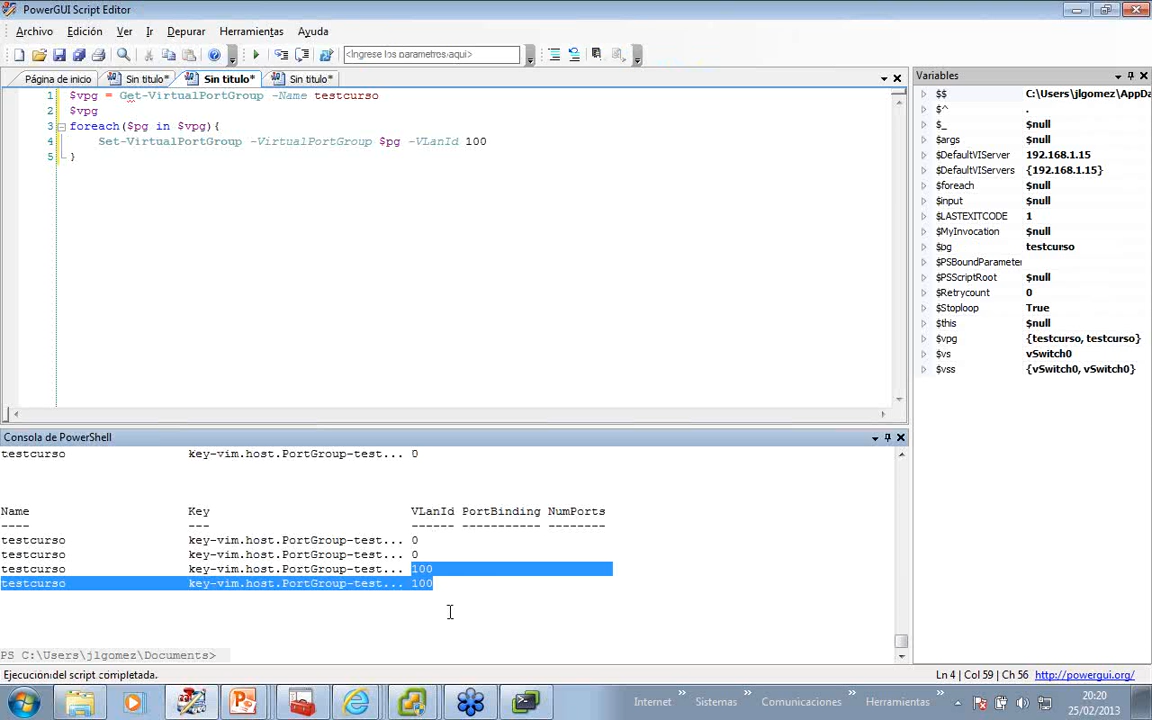 PowerGUI Script Editor
Archivo Edición Ver Ir Depurar Herramientas Ayuda
<Ingrese los parametros aqui>
Página de inicio Sin titulo* Sin titulo* Sin titulo*
1 $vpg = Get-VirtualPortGroup -Name testcurso
2 $vpg
3 foreach($pg in $vpg){
4 Set-VirtualPortGroup -VirtualPortGroup $pg -VLanId 100
5 }
Variables
$$ C:\Users\jlgomez\AppDa
$^ .
$_ $null
$args $null
$DefaultVIServer 192.168.1.15
$DefaultVIServers {192.168.1.15}
$foreach $null
$input $null
$LASTEXITCODE 1
$MyInvocation $null
$pg testcurso
$PSBoundParameter
$PSScriptRoot $null
$Retrycount 0
$Stoploop True
$this $null
$vpg {testcurso, testcurso}
$vs vSwitch0
$vss {vSwitch0, vSwitch0}
Consola de PowerShell
testcurso key-vim.host.PortGroup-test... 0
Name Key VLanId PortBinding NumPorts
---- --- ------ ----------- --------
testcurso key-vim.host.PortGroup-test... 0
testcurso key-vim.host.PortGroup-test... 0
testcurso key-vim.host.PortGroup-test... 100
testcurso key-vim.host.PortGroup-test... 100
PS C:\Users\jlgomez\Documents>
Ejecución del script completada. Ln 4 | Col 59 | Ch 56 http://powergui.org/
Internet » Sistemas » Comunicaciones » Herramientas » 20:20
25/02/2013